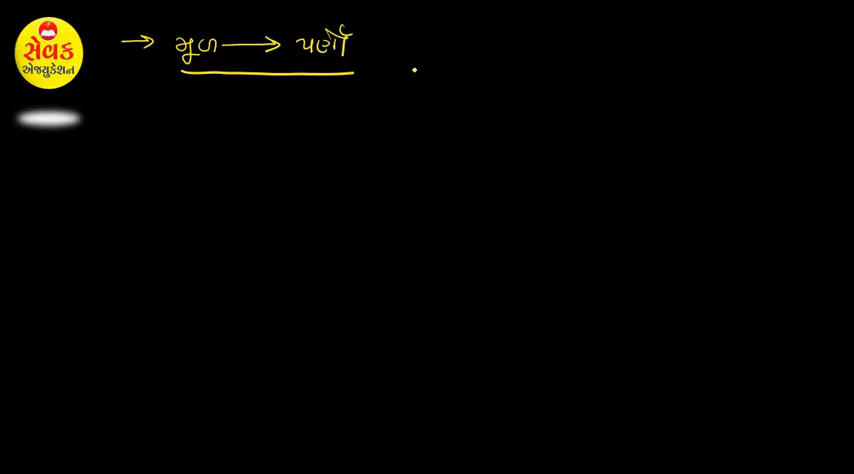 સેવક
એજ્યુકેશન
→ મૂળ → પર્ણો